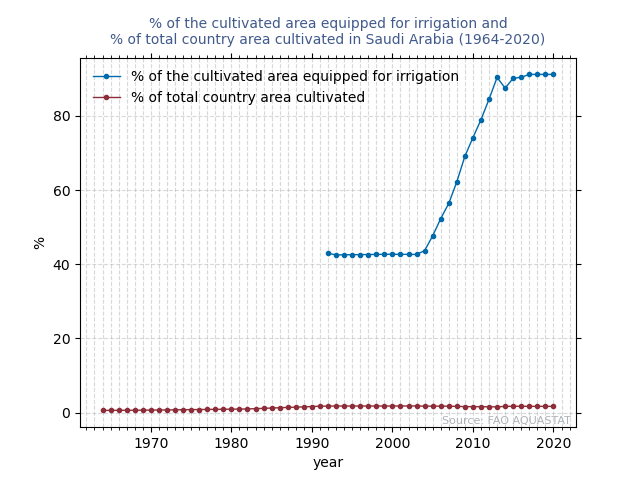 % of the cultivated area equipped for irrigation and
% of total country area cultivated in Saudi Arabia (1964-2020)
% of the cultivated area equipped for irrigation
% of total country area cultivated
80
60
40
20
0
%
Source: FAO AQUASTAT
1970 1980 1990 2000 2010 2020
year